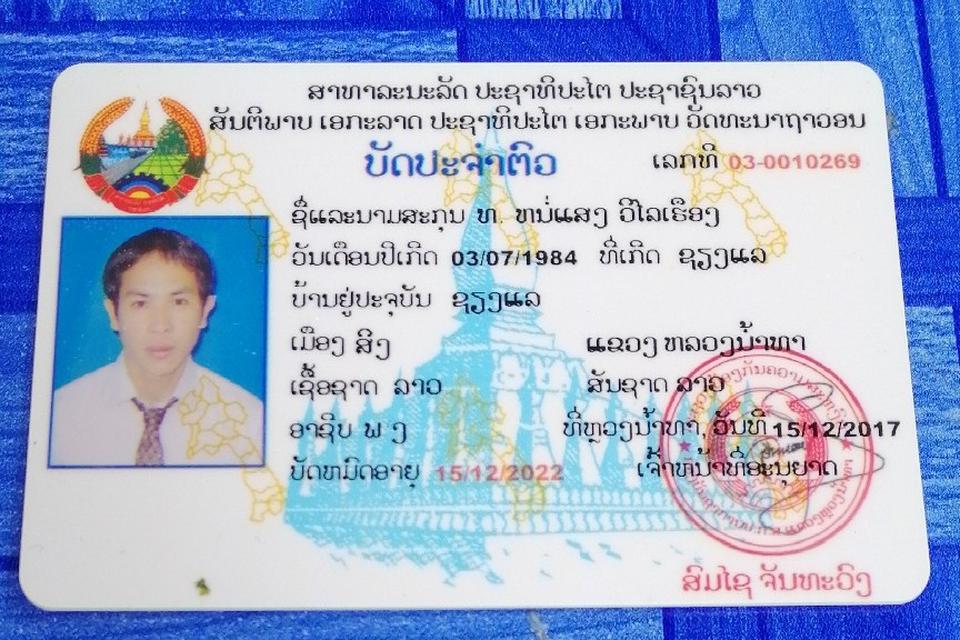 ສາທາລະນະລັດ ປະຊາທິປະໄຕ ປະຊາຊົນລາວ
ສັນຕິພາບ ເອກະລາດ ປະຊາທິປະໄຕ ເອກະພາບ ວັດທະນາຖາວອນ
ບັດປະຈຳຕົວ ເລກທີ 03-0010269
ຊື່ແລະນາມສະກຸນ ທ. ຫນ່ແສງ ວິໄລເຮືອງ
ວັນເດືອນປີເກີດ 03/07/1984 ທີ່ເກີດ ຊຽງແລ
ບ້ານຢູ່ປະຈຸບັນ ຊຽງແລ
ເມືອງ ສິງ ແຂວງ ຫລວງນ້ຳທາ
ເຊື້ອຊາດ ລາວ ສັນຊາດ ລາວ
ອາຊີບ ພ ງ ທີ່ຫຼວງນ້ຳທາ, ວັນທີ 15/12/2017
ບັດຫມົດອາຍຸ 15/12/2022 ເຈົ້າຫນ້າທີ່ອະນຸຍາດ
ສົມໄຊ ຈັນທະວົງ